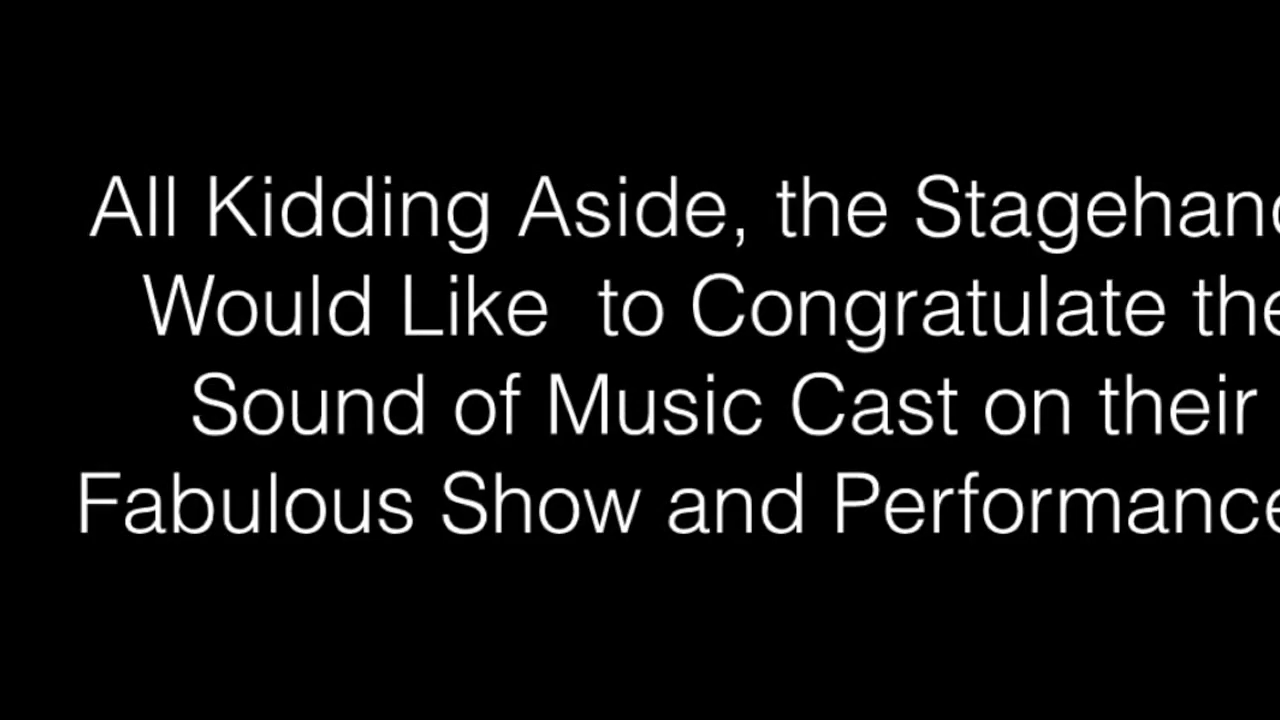 All Kidding Aside, the Stagehan
Would Like  to Congratulate the
Sound of Music Cast on their
Fabulous Show and Performance